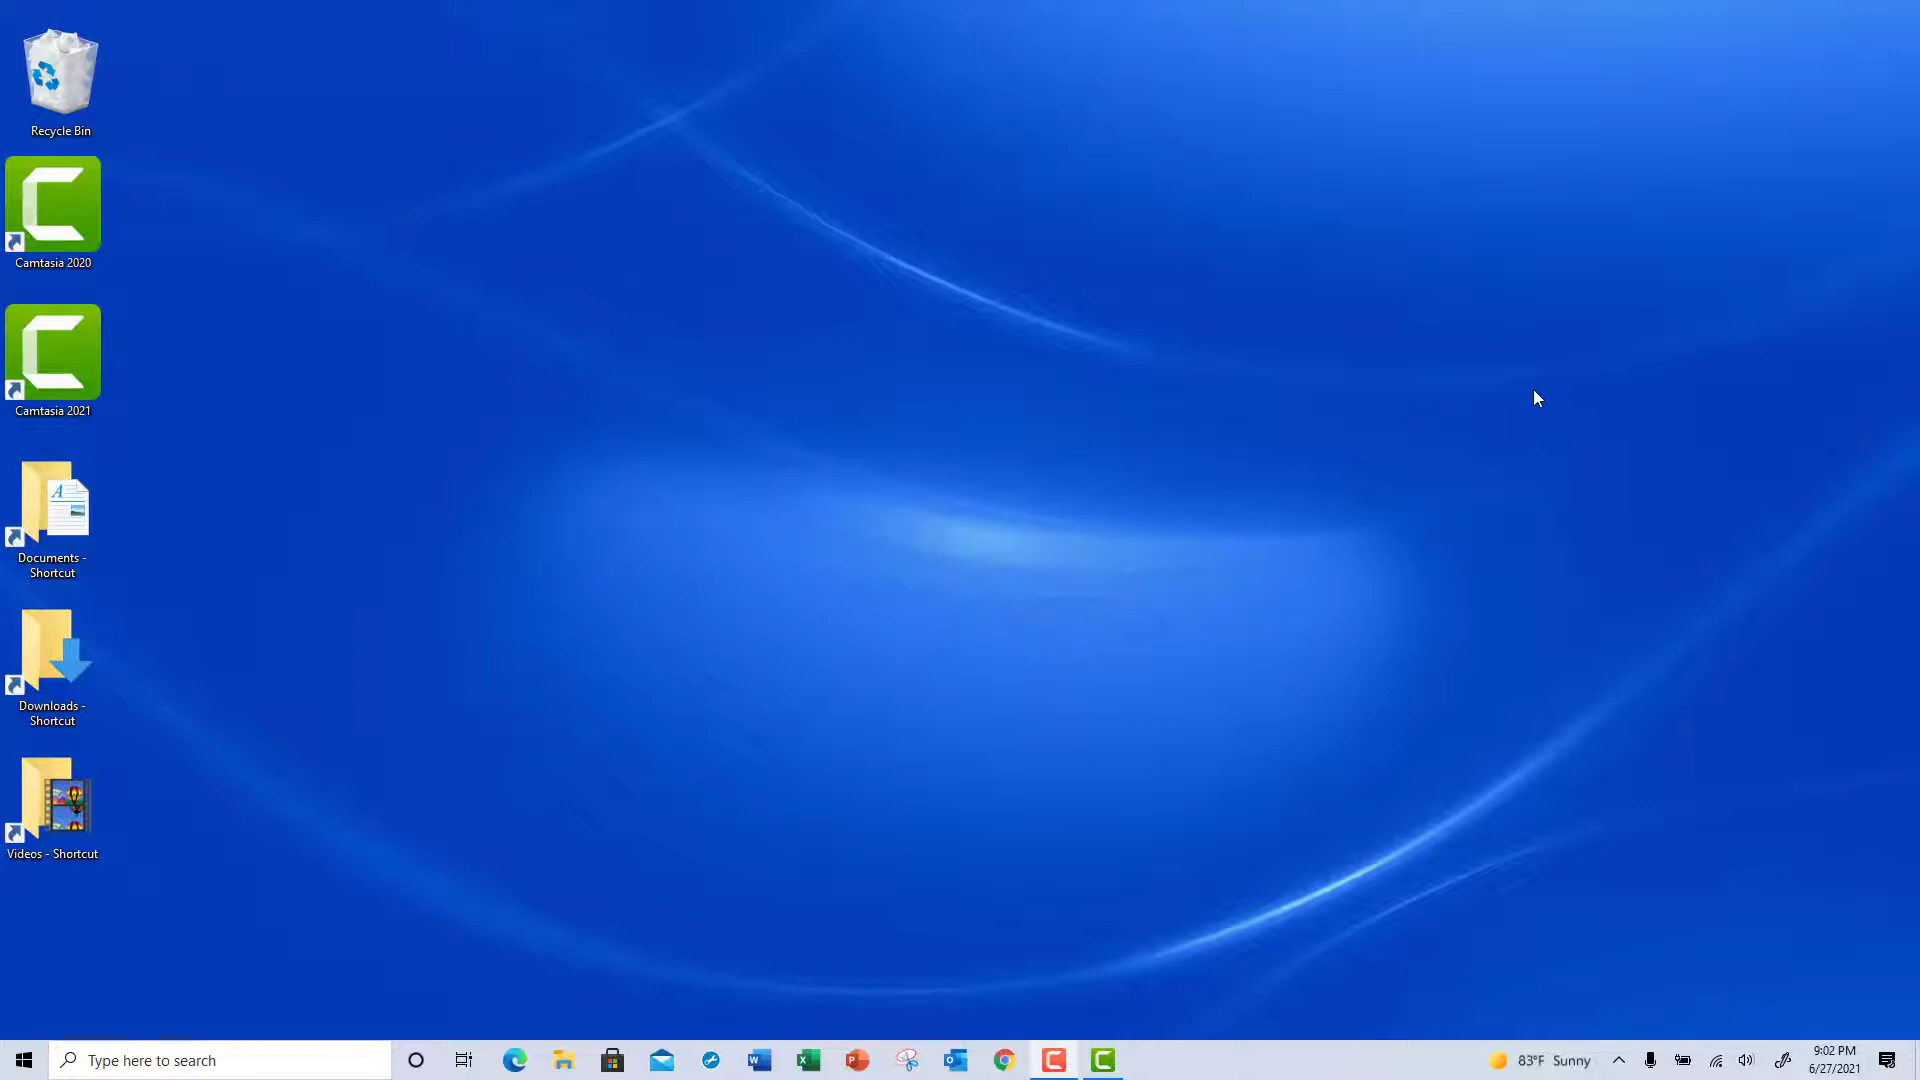 Recycle Bin
Camtasia 2020
Camtasia 2021
Documents -
Shortcut
Downloads -
Shortcut
Videos - Shortcut
Type here to search
83°F Sunny
9:02 PM
6/27/2021